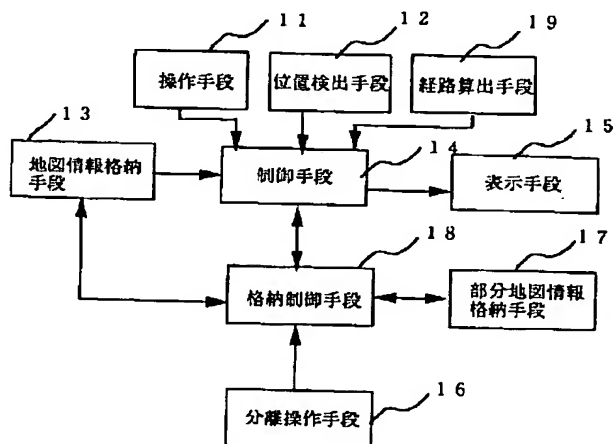 11
12
19
操作手段
位置検出手段
経路算出手段
13
15
地図情報格納
手段
14
制御手段
表示手段
18
17
格納制御手段
部分地図情報
格納手段
16
分離操作手段